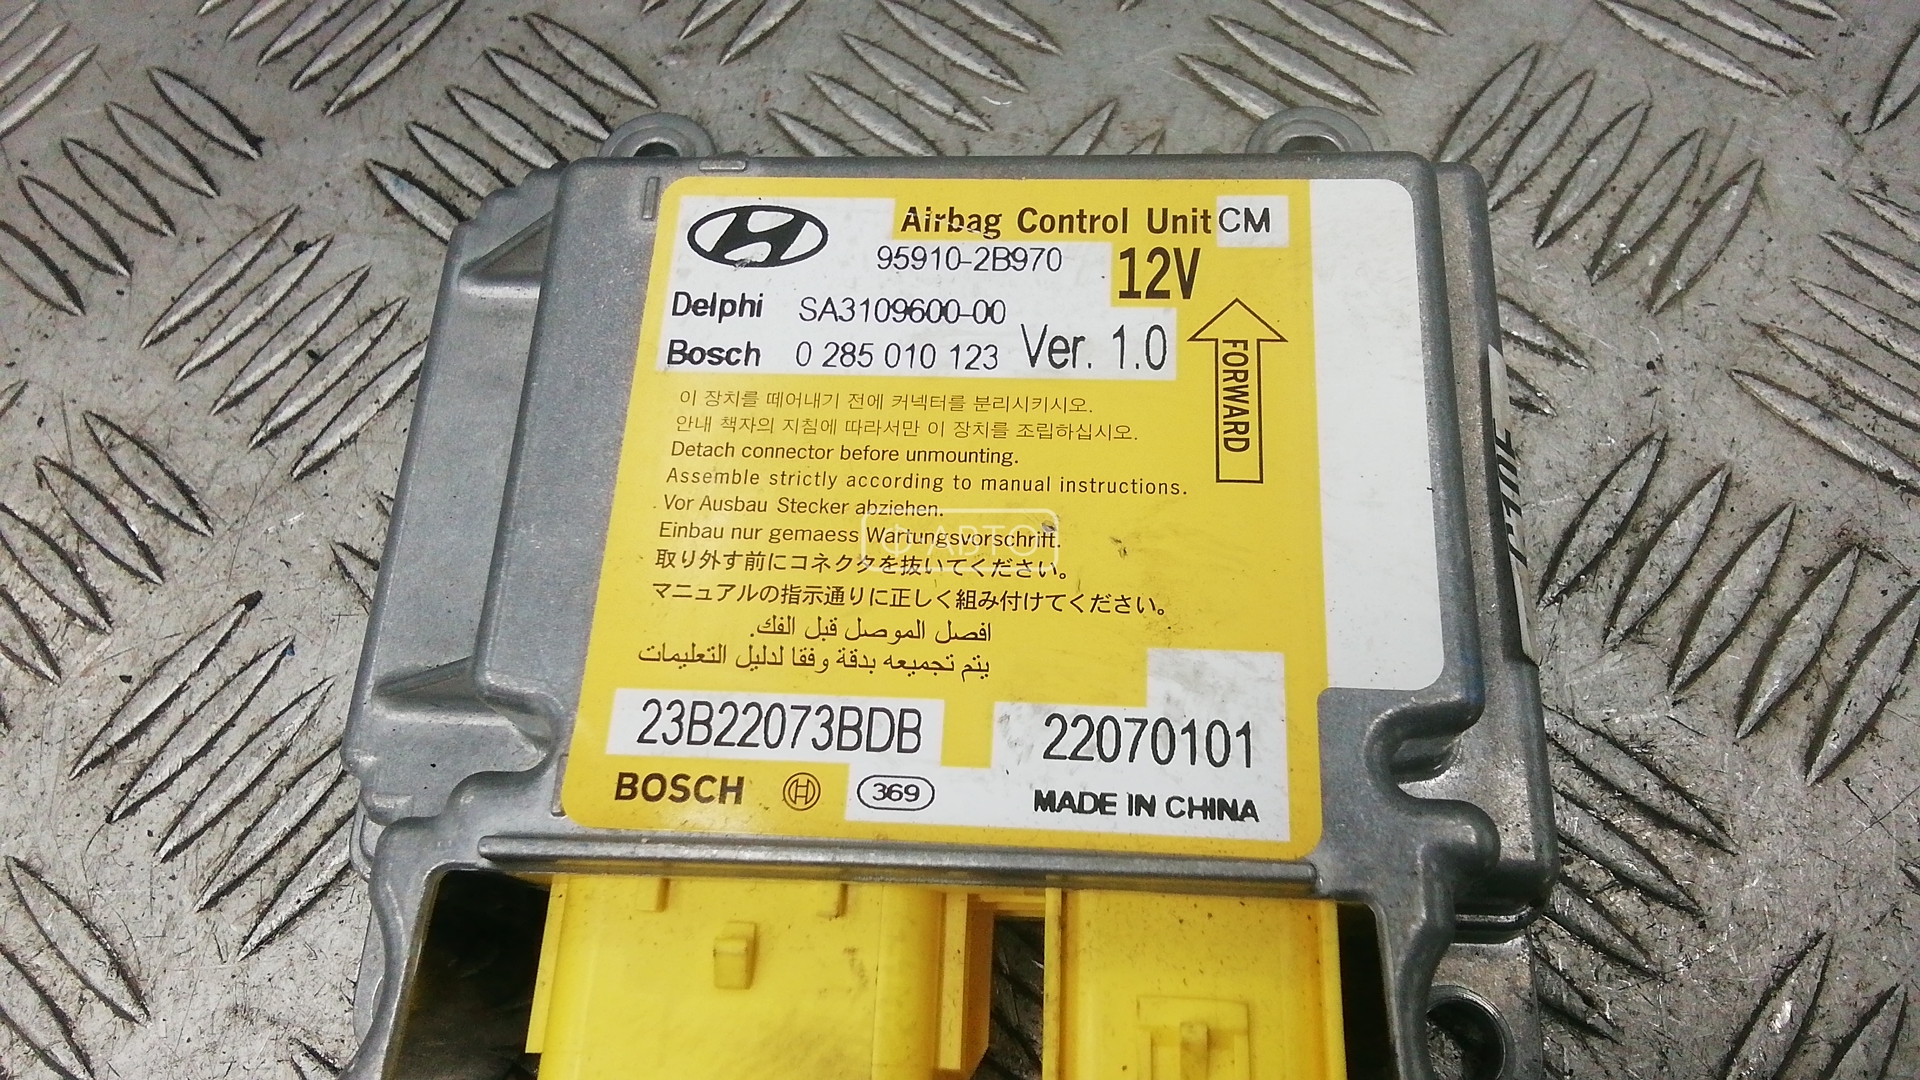 Airbag Control Unit CM
95910-2B970
12V
Delphi SA3109600-00
Bosch 0 285 010 123 Ver. 1.0
FORWARD
이 장치를 떼어내기 전에 커넥터를 분리시키시오.
안내 책자의 지침에 따라서만 이 장치를 조립하십시오.
Detach connector before unmounting.
Assemble strictly according to manual instructions.
Vor Ausbau Stecker abziehen.
Einbau nur gemaess Wartungsvorschrift.
Ф АВТО
取り外す前にコネクタを抜いてください。
マニュアルの指示通りに正しく組み付けてください。
افصل الموصل قبل الفك.
يتم تجميعه بدقة وفقا لدليل التعليمات
23B22073BDB
22070101
BOSCH 369
MADE IN CHINA